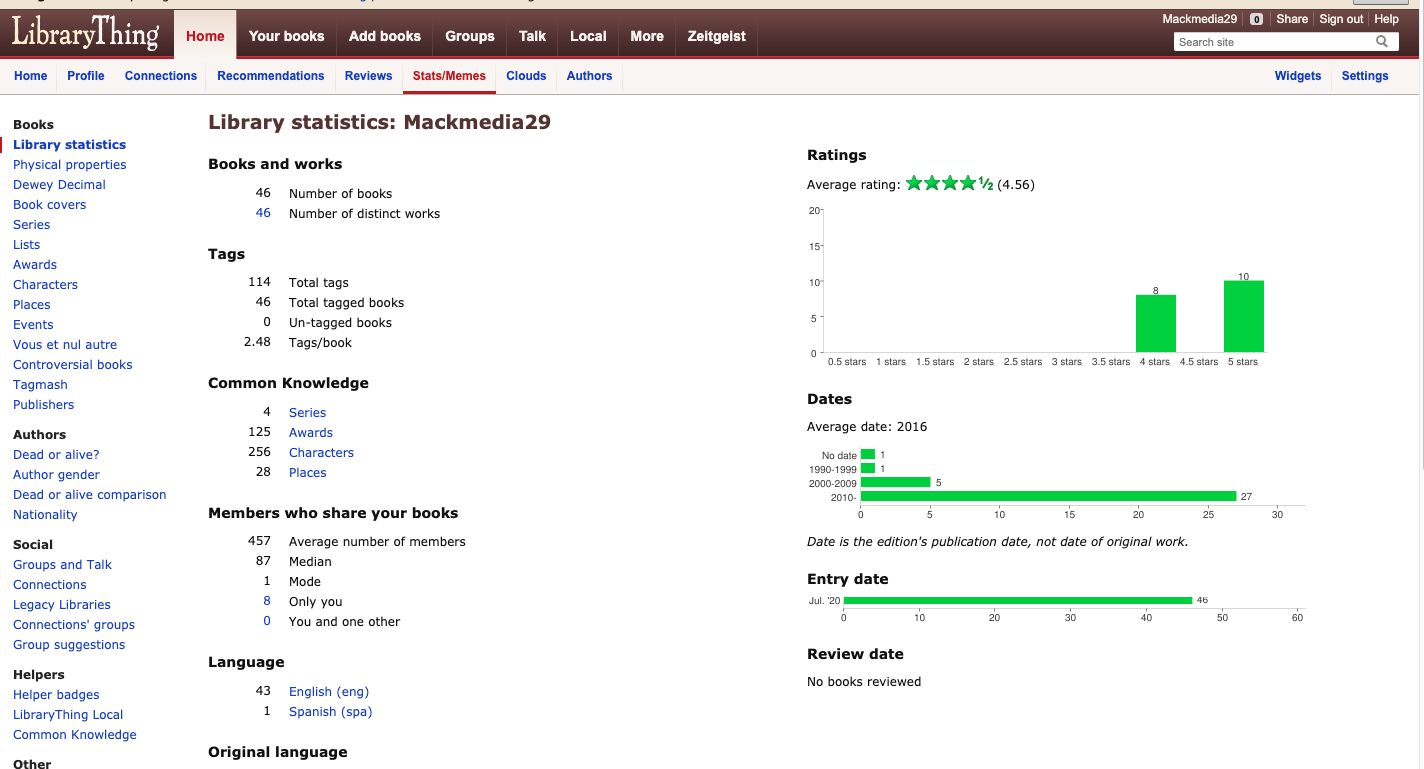 LibraryThing
Home Your books Add books Groups Talk Local More Zeitgeist
Mackmedia29 0 Share Sign out Help
Search site
Home Profile Connections Recommendations Reviews Stats/Memes Clouds Authors Widgets Settings
Books
Library statistics
Physical properties
Dewey Decimal
Book covers
Series
Lists
Awards
Characters
Places
Events
Vous et nul autre
Controversial books
Tagmash
Publishers
Authors
Dead or alive?
Author gender
Dead or alive comparison
Nationality
Social
Groups and Talk
Connections
Legacy Libraries
Connections' groups
Group suggestions
Helpers
Helper badges
LibraryThing Local
Common Knowledge
Other
Library statistics: Mackmedia29
Books and works
46 Number of books
46 Number of distinct works
Tags
114 Total tags
46 Total tagged books
0 Un-tagged books
2.48 Tags/book
Common Knowledge
4 Series
125 Awards
256 Characters
28 Places
Members who share your books
457 Average number of members
87 Median
1 Mode
8 Only you
0 You and one other
Language
43 English (eng)
1 Spanish (spa)
Original language
Ratings
Average rating: ½ (4.56)
20
15
10
5
0
8
10
0.5 stars 1 stars 1.5 stars 2 stars 2.5 stars 3 stars 3.5 stars 4 stars 4.5 stars 5 stars
Dates
Average date: 2016
No date 1
1990-1999 1
2000-2009 5
2010- 27
0 5 10 15 20 25 30
Date is the edition's publication date, not date of original work.
Entry date
Jul. '20 46
0 10 20 30 40 50 60
Review date
No books reviewed